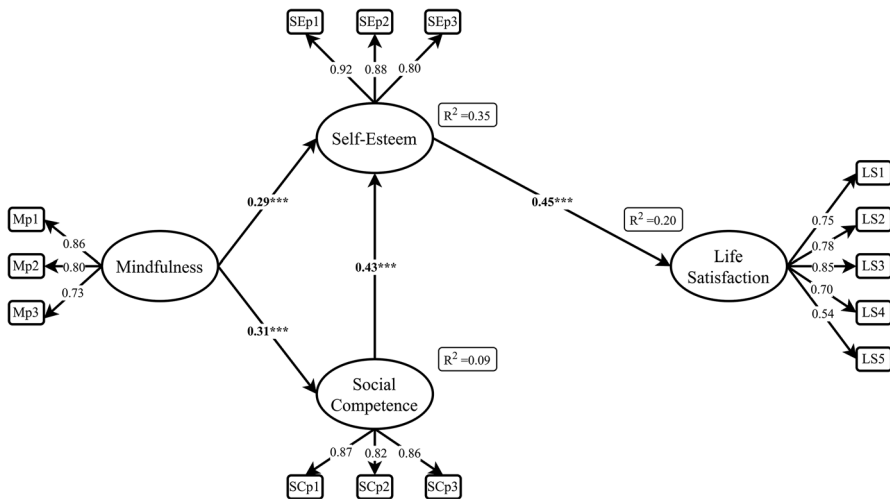 SEp1 SEp2 SEp3
0.92 0.88 0.80
R² =0.35
Self-Esteem
0.29***
0.45***
R² =0.20
Mp1
Mp2
Mp3
0.86
0.80
0.73
Mindfulness
0.43***
0.31***
Life
Satisfaction
0.75
0.78
0.85
0.70
0.54
LS1
LS2
LS3
LS4
LS5
R² =0.09
Social
Competence
0.87 0.82 0.86
SCp1 SCp2 SCp3